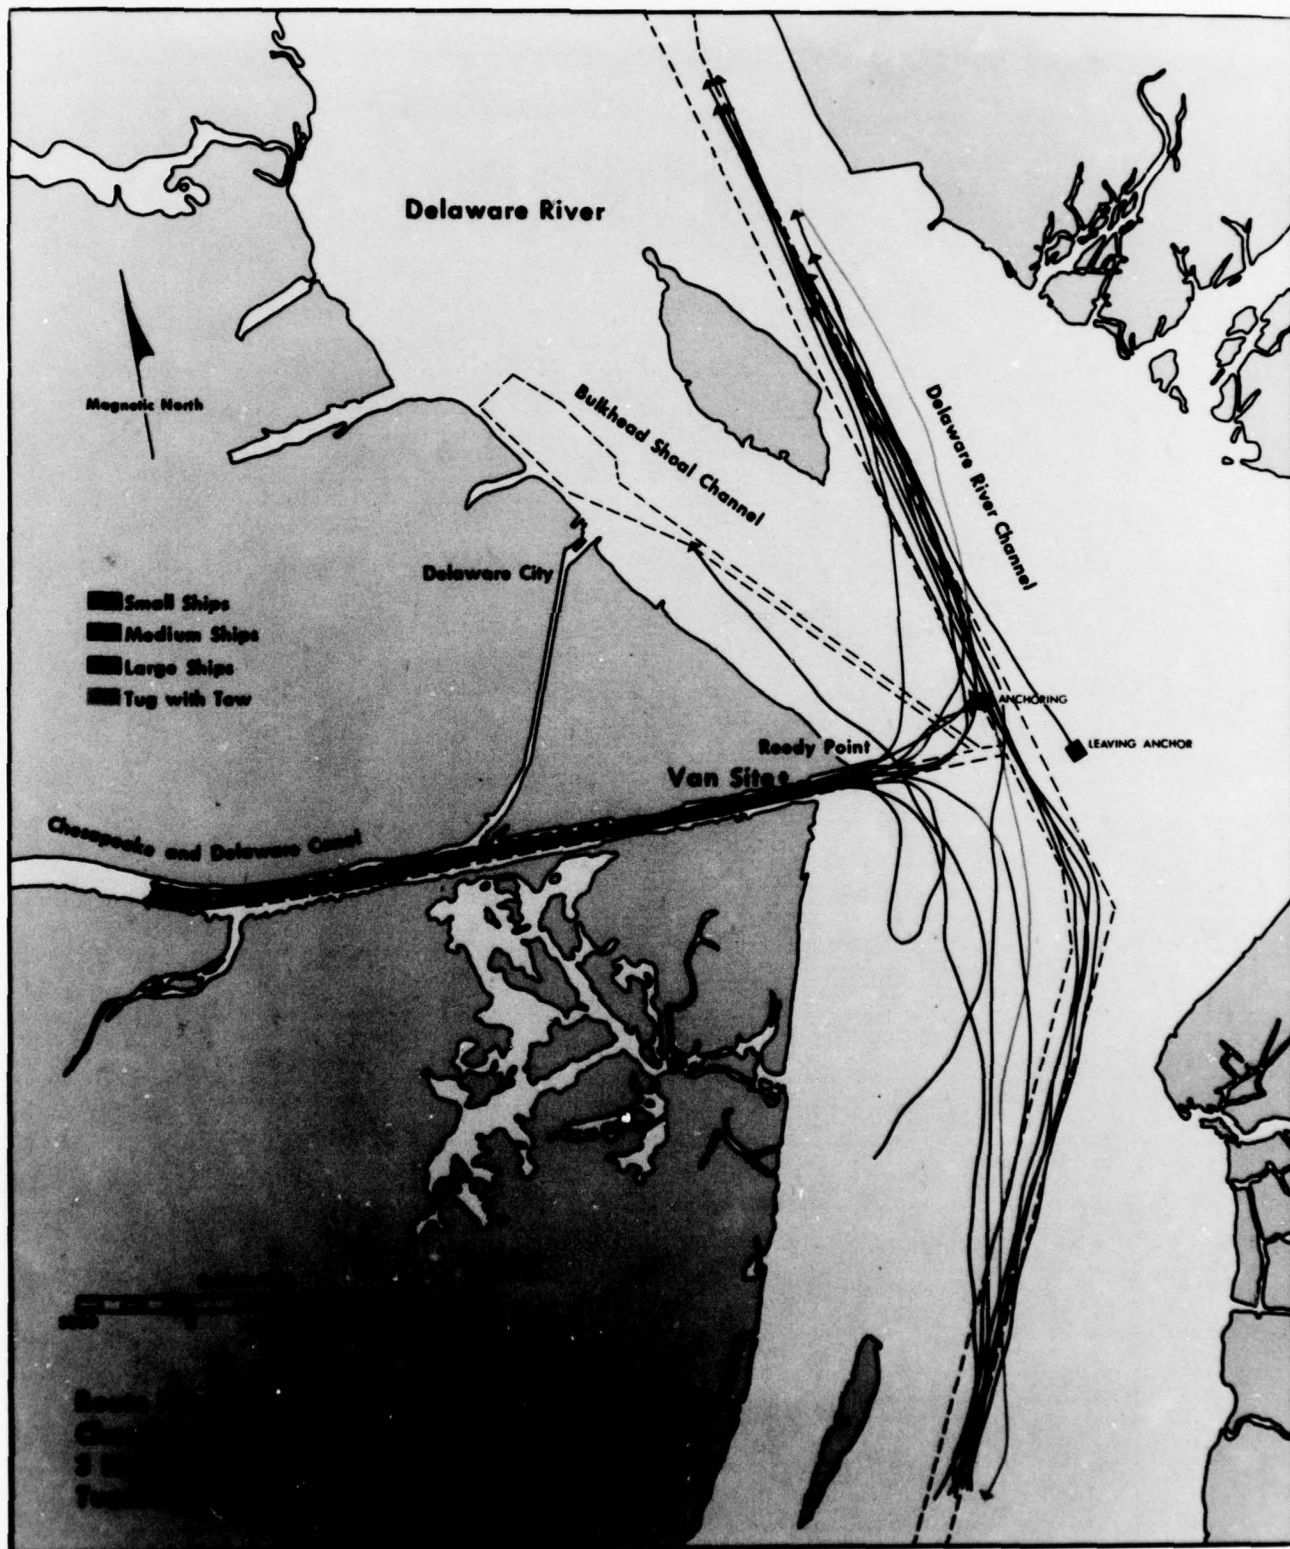 Delaware River
Magnetic North
Bulkhead Shoal Channel
Delaware River Channel
Delaware City
Small Ships
Medium Ships
Large Ships
Tug with Tow
ANCHORING
LEAVING ANCHOR
Reedy Point
Van Site
Chesapeake and Delaware Canal